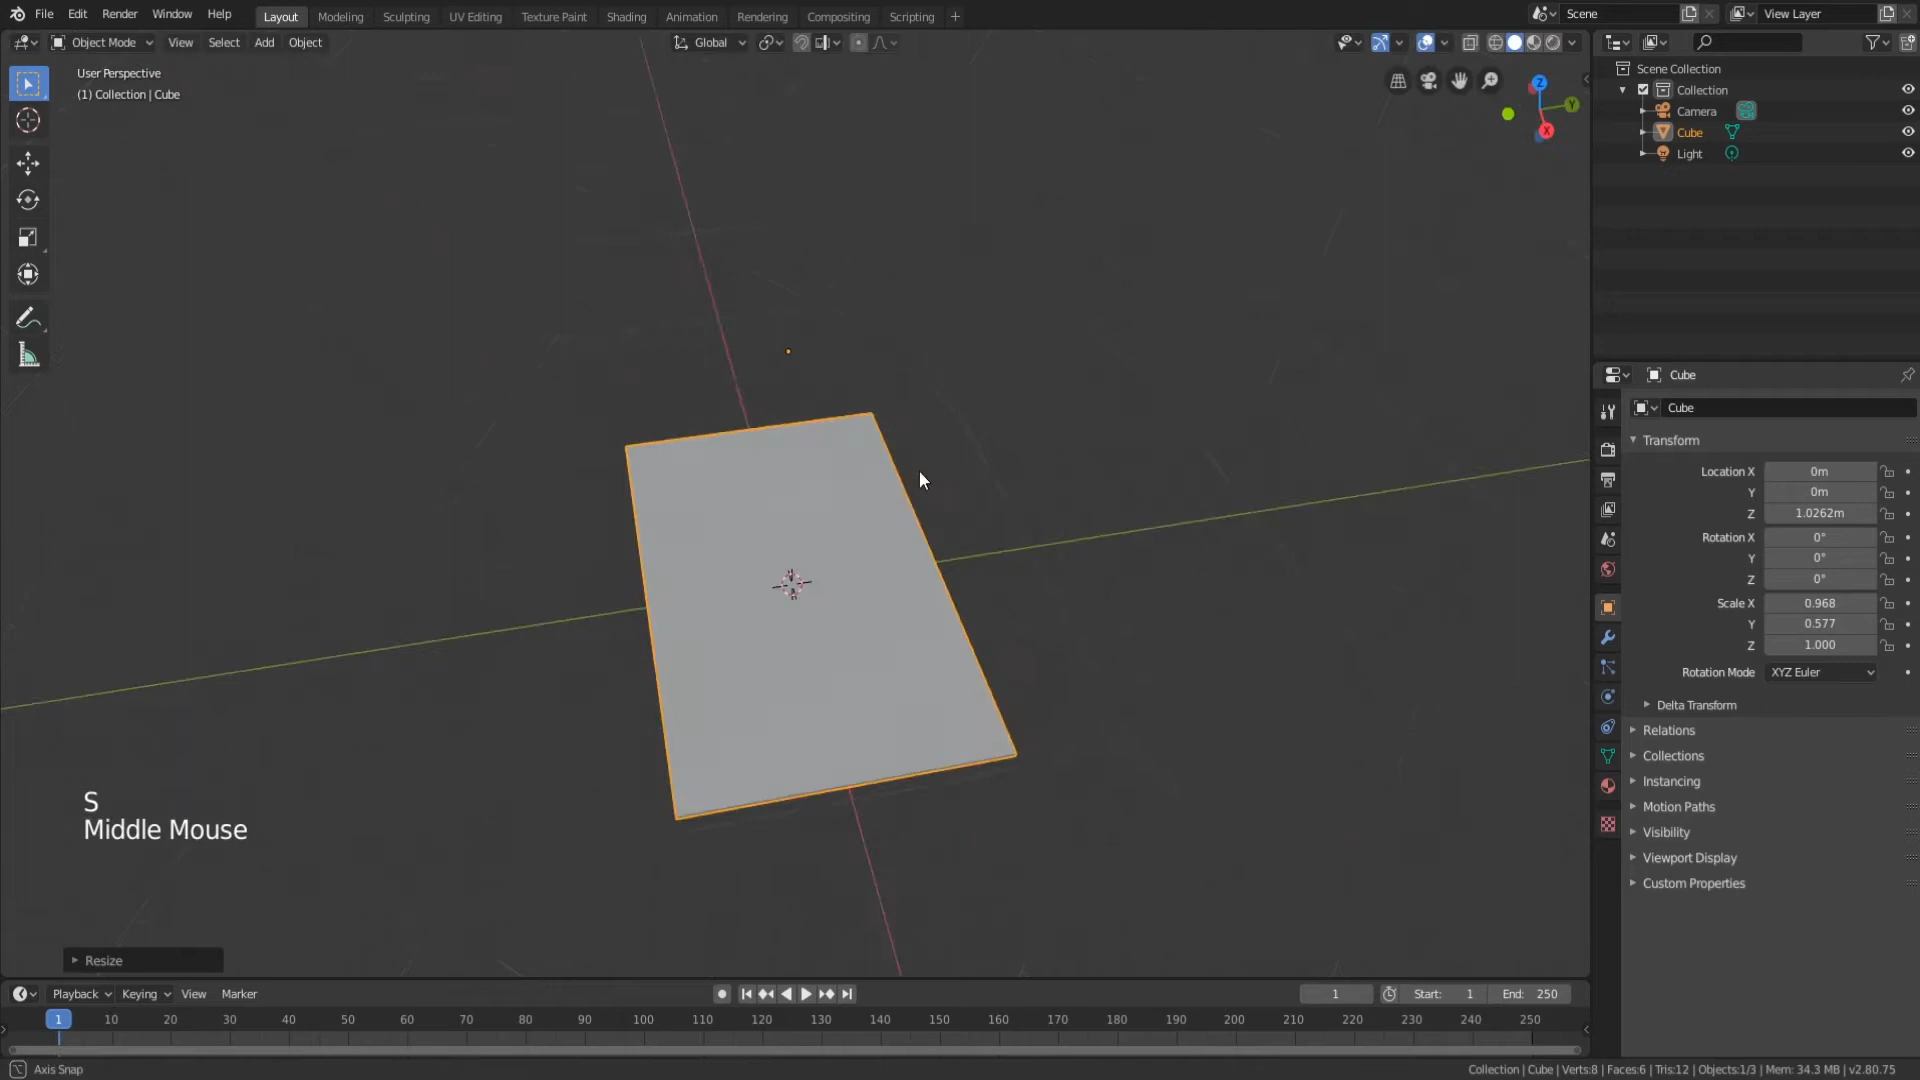 File Edit Render Window Help Layout Modeling Sculpting UV Editing Texture Paint Shading Animation Rendering Compositing Scripting + Scene View Layer
Object Mode View Select Add Object Global
User Perspective
(1) Collection | Cube
Z
Y
X
S
Middle Mouse
Resize
Scene Collection
Collection
Camera
Cube
Light
Cube
Cube
Transform
Location X 0m
Y 0m
Z 1.0262m
Rotation X 0°
Y 0°
Z 0°
Scale X 0.968
Y 0.577
Z 1.000
Rotation Mode XYZ Euler
Delta Transform
Relations
Collections
Instancing
Motion Paths
Visibility
Viewport Display
Custom Properties
Playback Keying View Marker 1 Start: 1 End: 250
1 10 20 30 40 50 60 70 80 90 100 110 120 130 140 150 160 170 180 190 200 210 220 230 240 250
Axis Snap Collection | Cube | Verts:8 | Faces:6 | Tris:12 | Objects:1/3 | Mem: 34.3 MB | v2.80.75